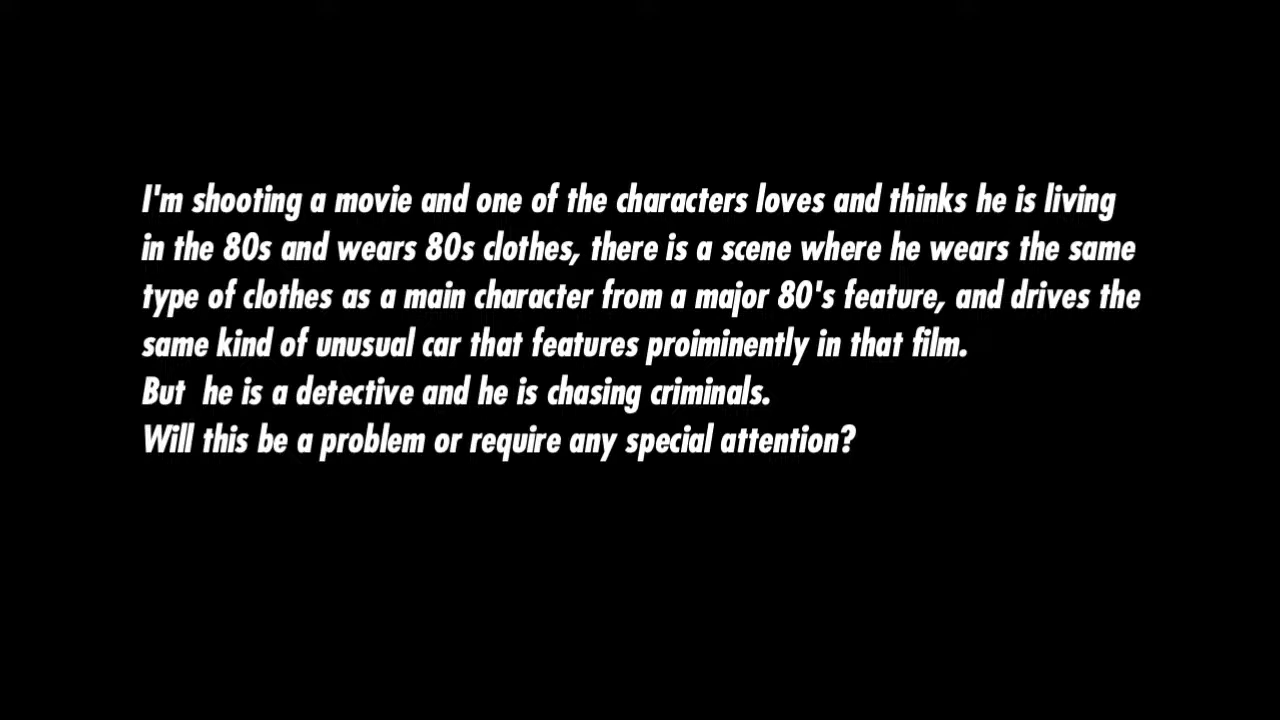 I'm shooting a movie and one of the characters loves and thinks he is living
in the 80s and wears 80s clothes, there is a scene where he wears the same
type of clothes as a main character from a major 80's feature, and drives the
same kind of unusual car that features proiminently in that film.
But  he is a detective and he is chasing criminals.
Will this be a problem or require any special attention?